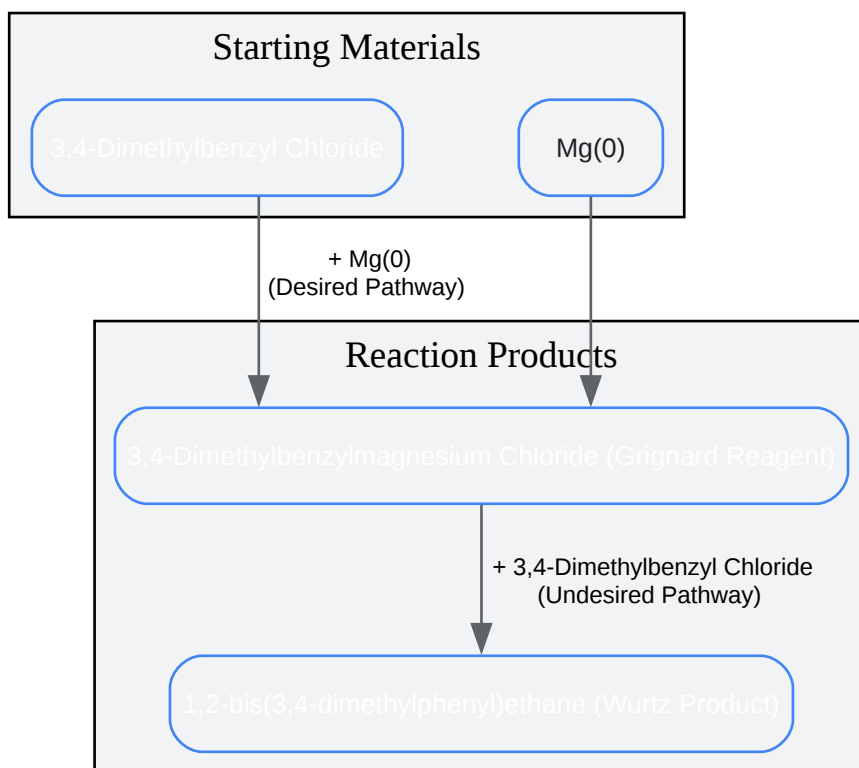 Starting Materials
3,4-Dimethylbenzyl Chloride
Mg(0)
+ Mg(0)
(Desired Pathway)
Reaction Products
3,4-Dimethylbenzylmagnesium Chloride (Grignard Reagent)
+ 3,4-Dimethylbenzyl Chloride
(Undesired Pathway)
1,2-bis(3,4-dimethylphenyl)ethane (Wurtz Product)